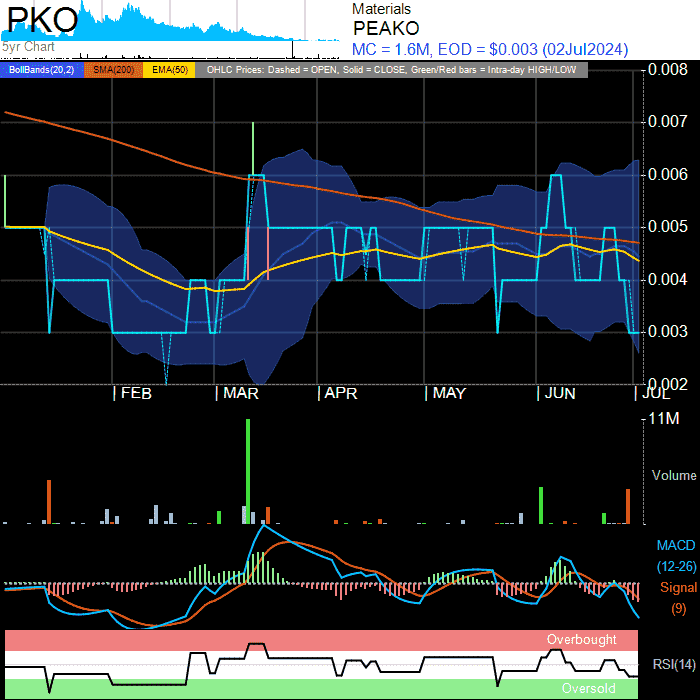 PKO
5yr Chart
Materials
PEAKO
MC = 1.6M, EOD = $0.003 (02Jul2024)
BollBands(20,2) SMA(200) EMA(50) OHLC Prices: Dashed = OPEN, Solid = CLOSE, Green/Red bars = Intra-day HIGH/LOW
0.008
0.007
0.006
0.005
0.004
0.003
0.002
FEB MAR APR MAY JUN JUL
11M
Volume
MACD
(12-26)
Signal
(9)
Overbought
RSI(14)
Oversold